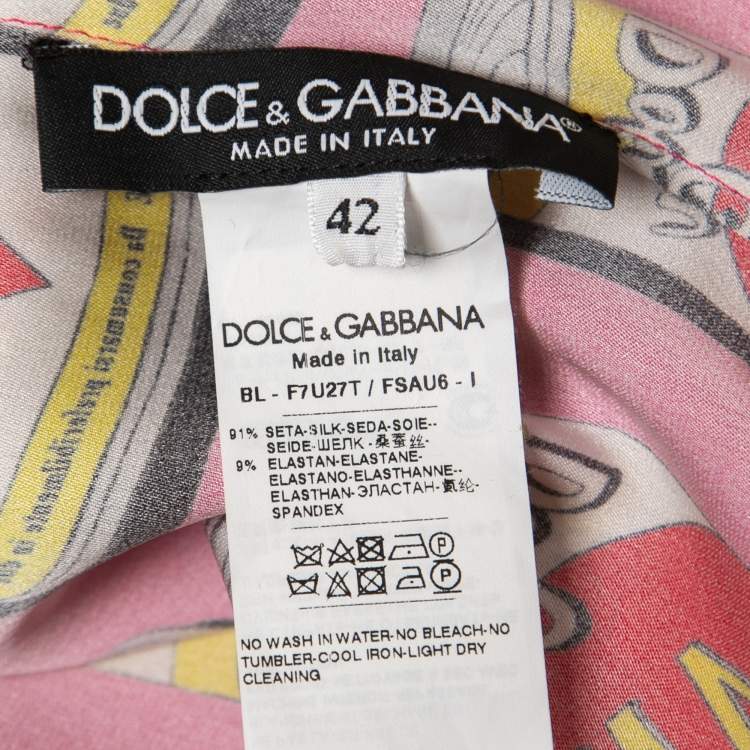 DOLCE & GABBANA®
MADE IN ITALY
42
DOLCE & GABBANA
Made in Italy
BL - F7U27T / FSAU6 - I
91% SETA-SILK-SEDA-SOIE--
SEIDE-ШЕЛК - 桑蚕丝-
9% ELASTAN-ELASTANE-
ELASTANO-ELASTHANNE--
ELASTHAN-ЭЛАСТАН-氨纶-
SPANDEX
P
P
NO WASH IN WATER-NO BLEACH-NO
TUMBLER-COOL IRON-LIGHT DRY
CLEANING